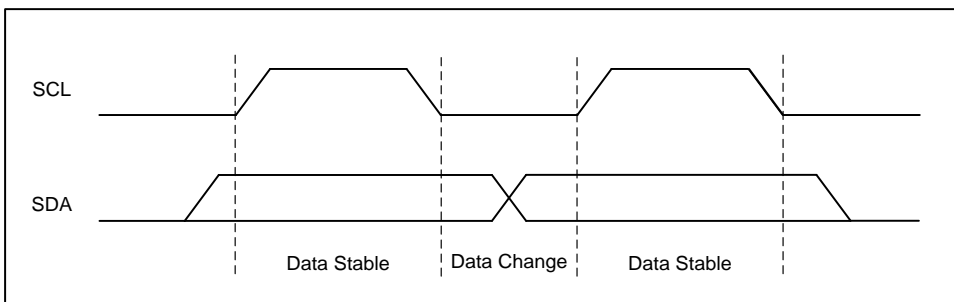 SCL
SDA
Data Stable
Data Change
Data Stable